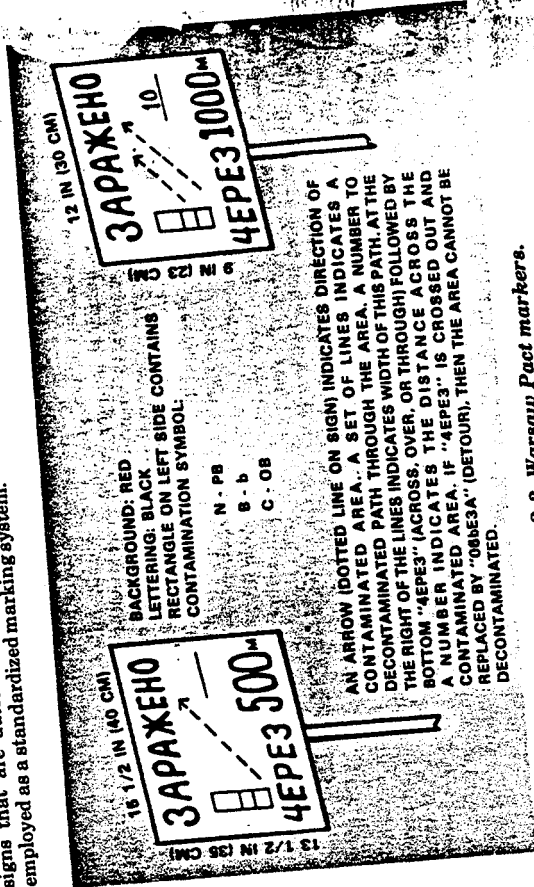 signs that are
employed as a standardized marking system.
16 1/2 IN (40 CM)
13 1/2 IN (35 CM)
ЗАРАЖЕНО
ЧЕРЕЗ 500м
BACKGROUND: RED
LETTERING: BLACK
RECTANGLE ON LEFT SIDE CONTAINS
CONTAMINATION SYMBOL:
N - PB
B - b
C - OB
12 IN (30 CM)
9 IN (23 CM)
ЗАРАЖЕНО
10
ЧЕРЕЗ 1000м
AN ARROW (DOTTED LINE ON SIGN) INDICATES DIRECTION OF
CONTAMINATED AREA. A SET OF LINES INDICATES A
DECONTAMINATED PATH THROUGH THE AREA. A NUMBER TO
THE RIGHT OF THE LINES INDICATES WIDTH OF THIS PATH. AT THE
BOTTOM "4EPE3" (ACROSS, OVER, OR THROUGH) FOLLOWED BY
A NUMBER INDICATES THE DISTANCE ACROSS THE
CONTAMINATED AREA. IF "4EPE3" IS CROSSED OUT AND
REPLACED BY "OбbE3A" (DETOUR), THEN THE AREA CANNOT BE
DECONTAMINATED.
Warsaw Pact markers.